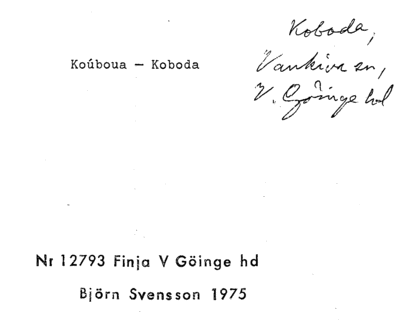 Koboda,
Vankiva sn,
V. Göinge hd
Koúboua — Koboda
Nr 12793 Finja V Göinge hd
Björn Svensson 1975